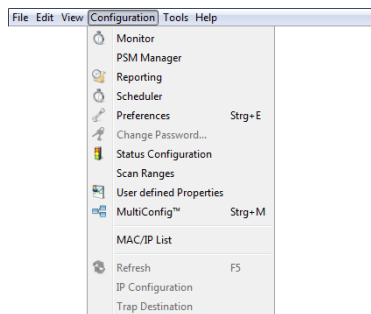 File Edit View Configuration Tools Help
Monitor
PSM Manager
Reporting
Scheduler
Preferences Strg+E
Change Password...
Status Configuration
Scan Ranges
User defined Properties
MultiConfig™ Strg+M
MAC/IP List
Refresh F5
IP Configuration
Trap Destination